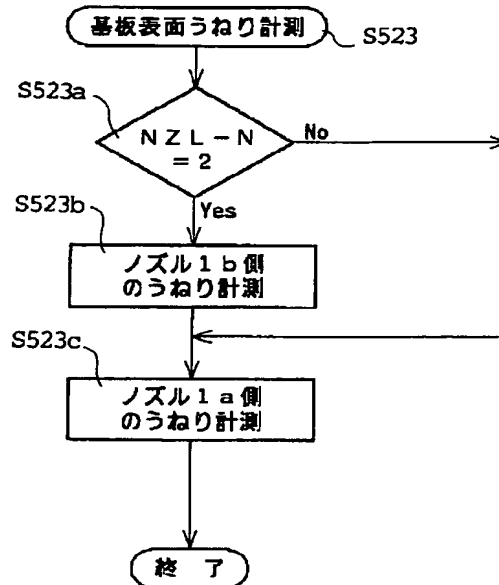 基板表面うねり計測
S523
S523a
NZL-N
=2
No
Yes
S523b
ノズル1b側
のうねり計測
S523c
ノズル1a側
のうねり計測
終 了